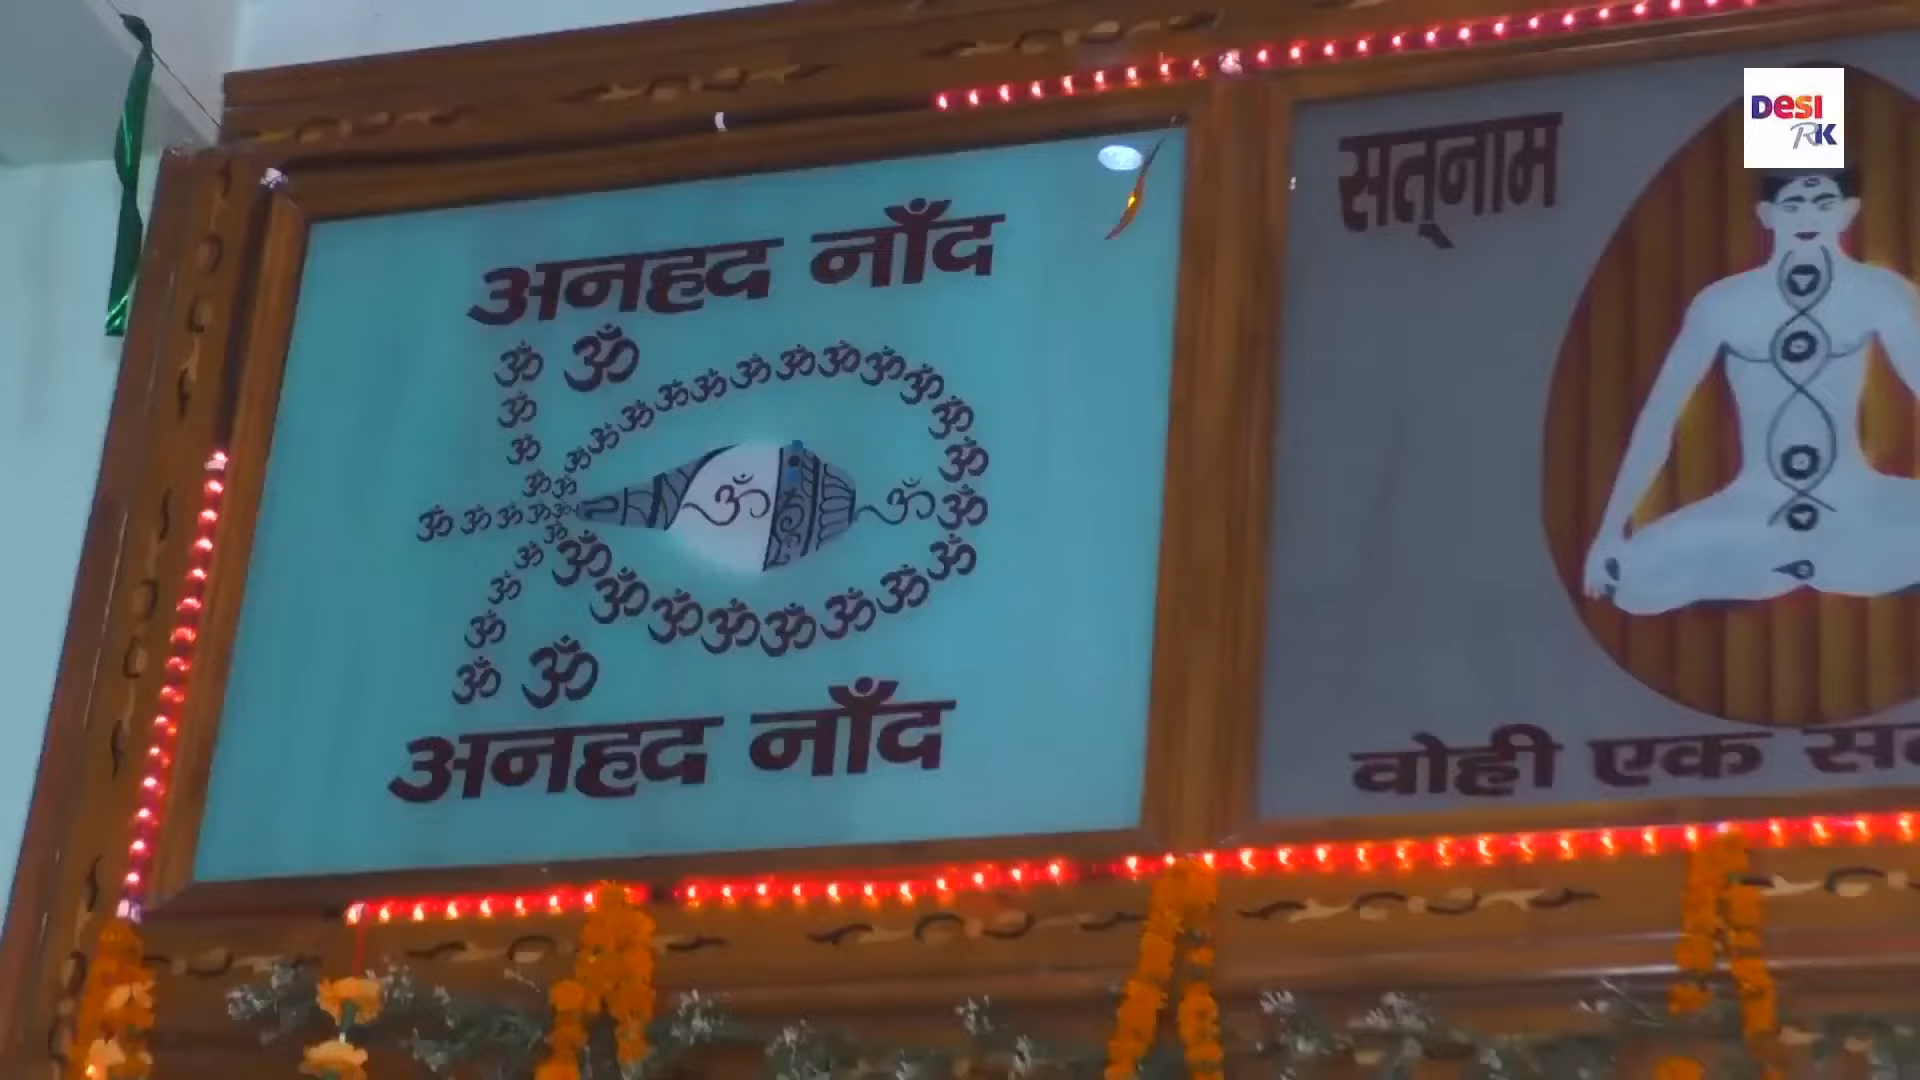 DESI
RK
अनहद नाँद
ॐ ॐ
ॐ ॐ ॐ ॐ ॐ ॐ ॐ ॐ ॐ ॐ
ॐ ॐ
ॐ ॐ ॐ
अनहद नाँद
सत्नाम
वोही एक